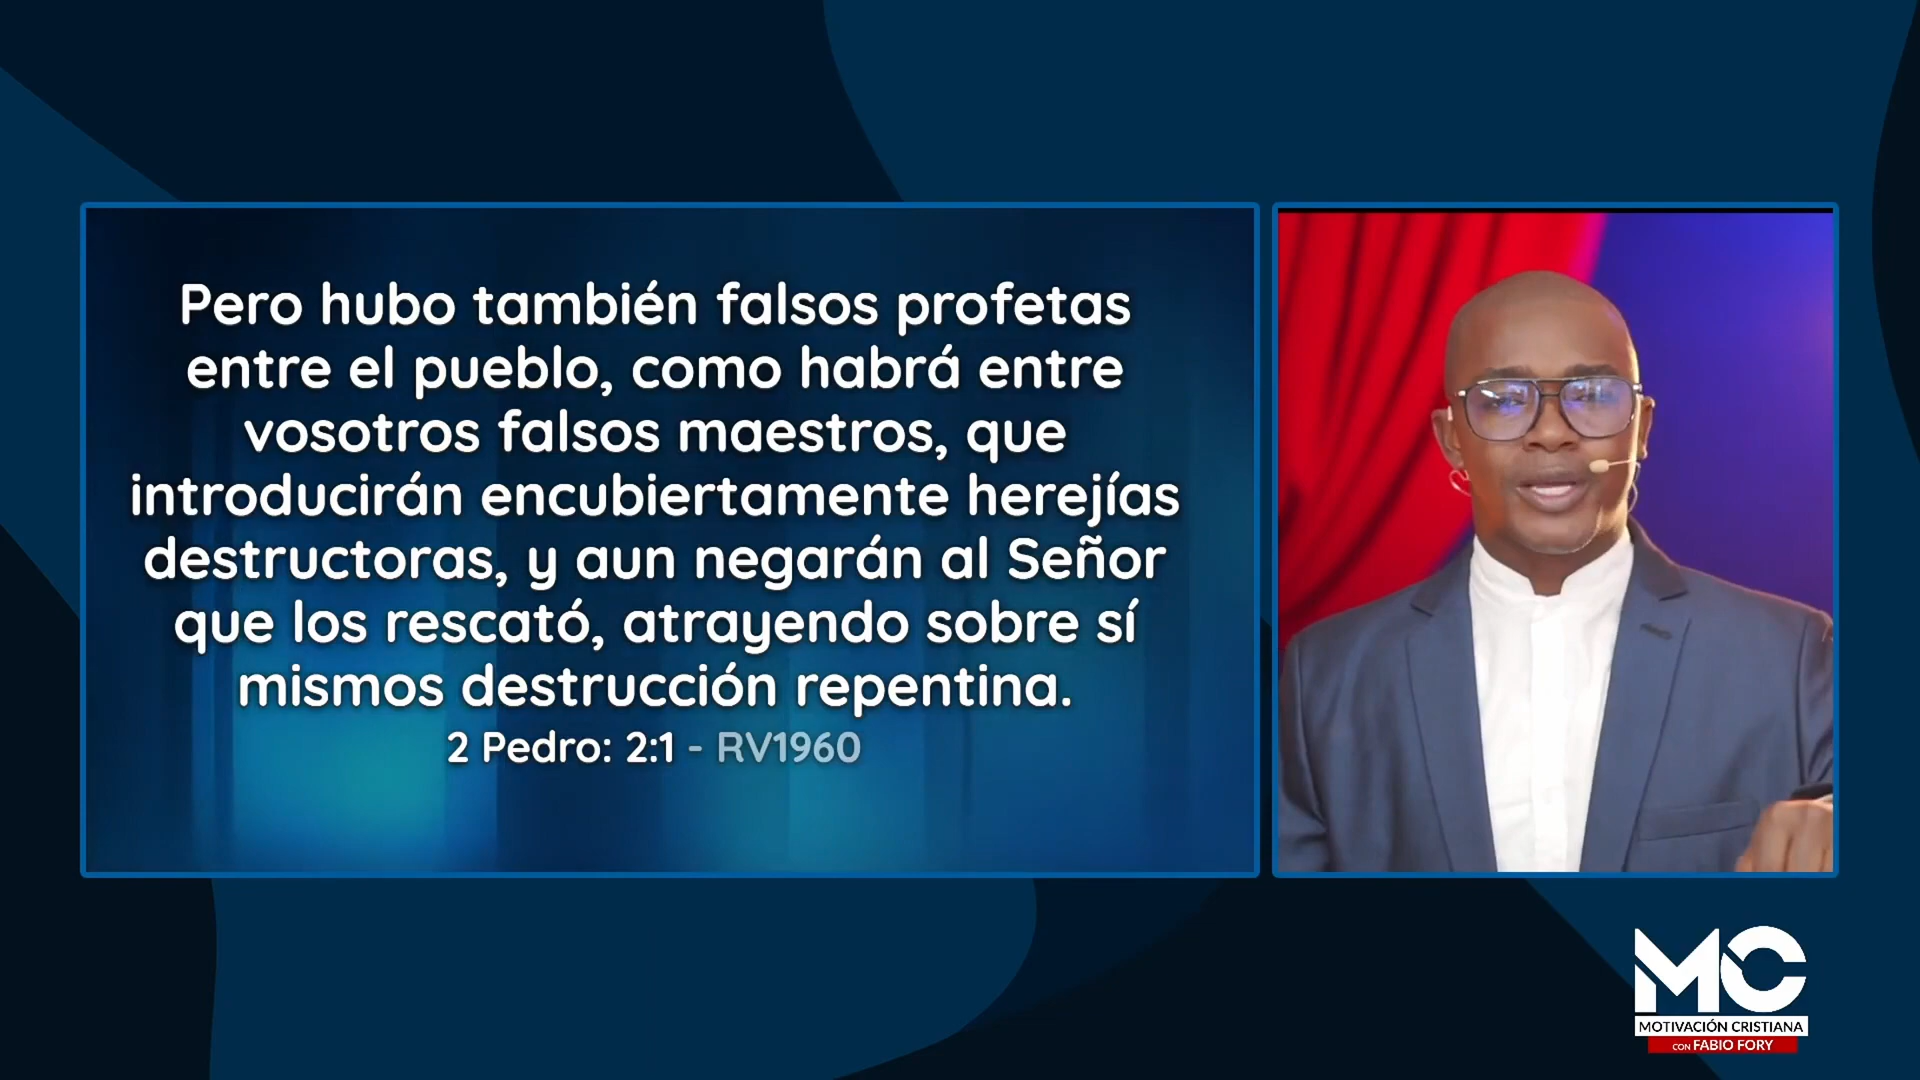 Pero hubo también falsos profetas
entre el pueblo, como habrá entre
vosotros falsos maestros, que
introducirán encubiertamente herejías
destructoras, y aun negarán al Señor
que los rescató, atrayendo sobre sí
mismos destrucción repentina.
2 Pedro: 2:1 - RV1960
MC
MOTIVACIÓN CRISTIANA
CON FABIO FORY